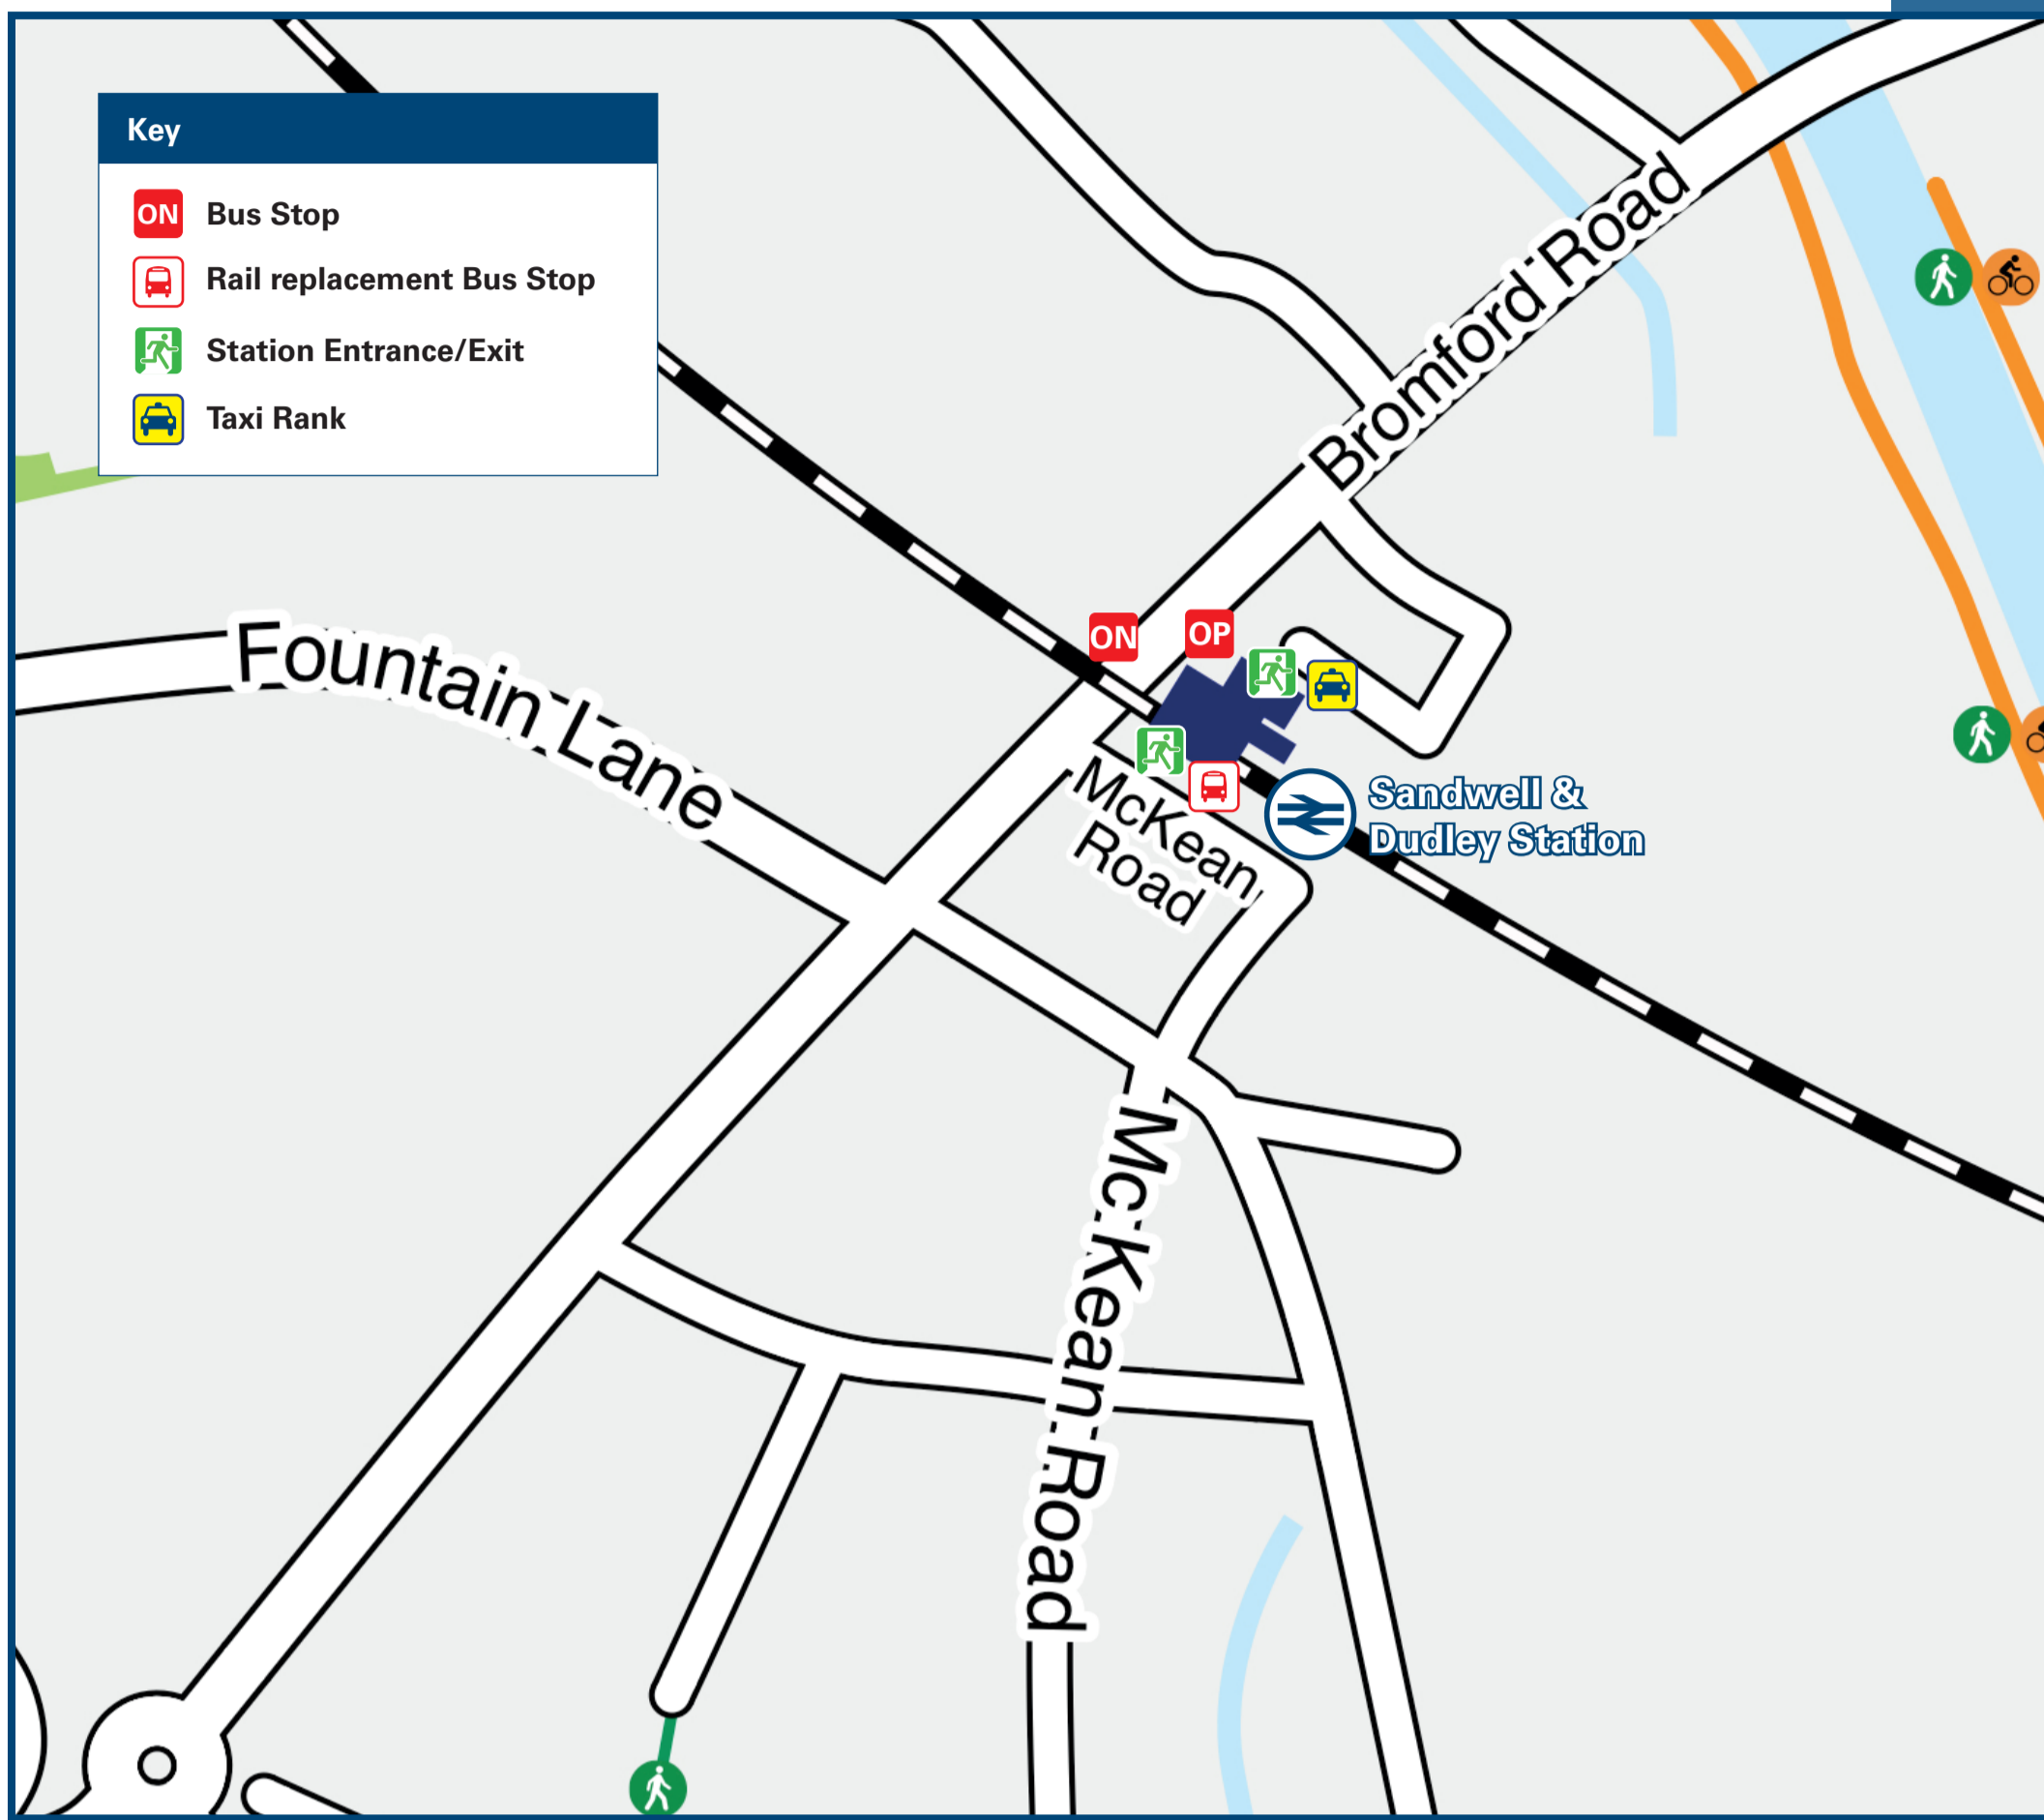 Key
ON Bus Stop
Rail replacement Bus Stop
Station Entrance/Exit
Taxi Rank
Bromford Road
Fountain Lane
ON
OP
McKean
Road
Sandwell &
Dudley Station
McKean Road